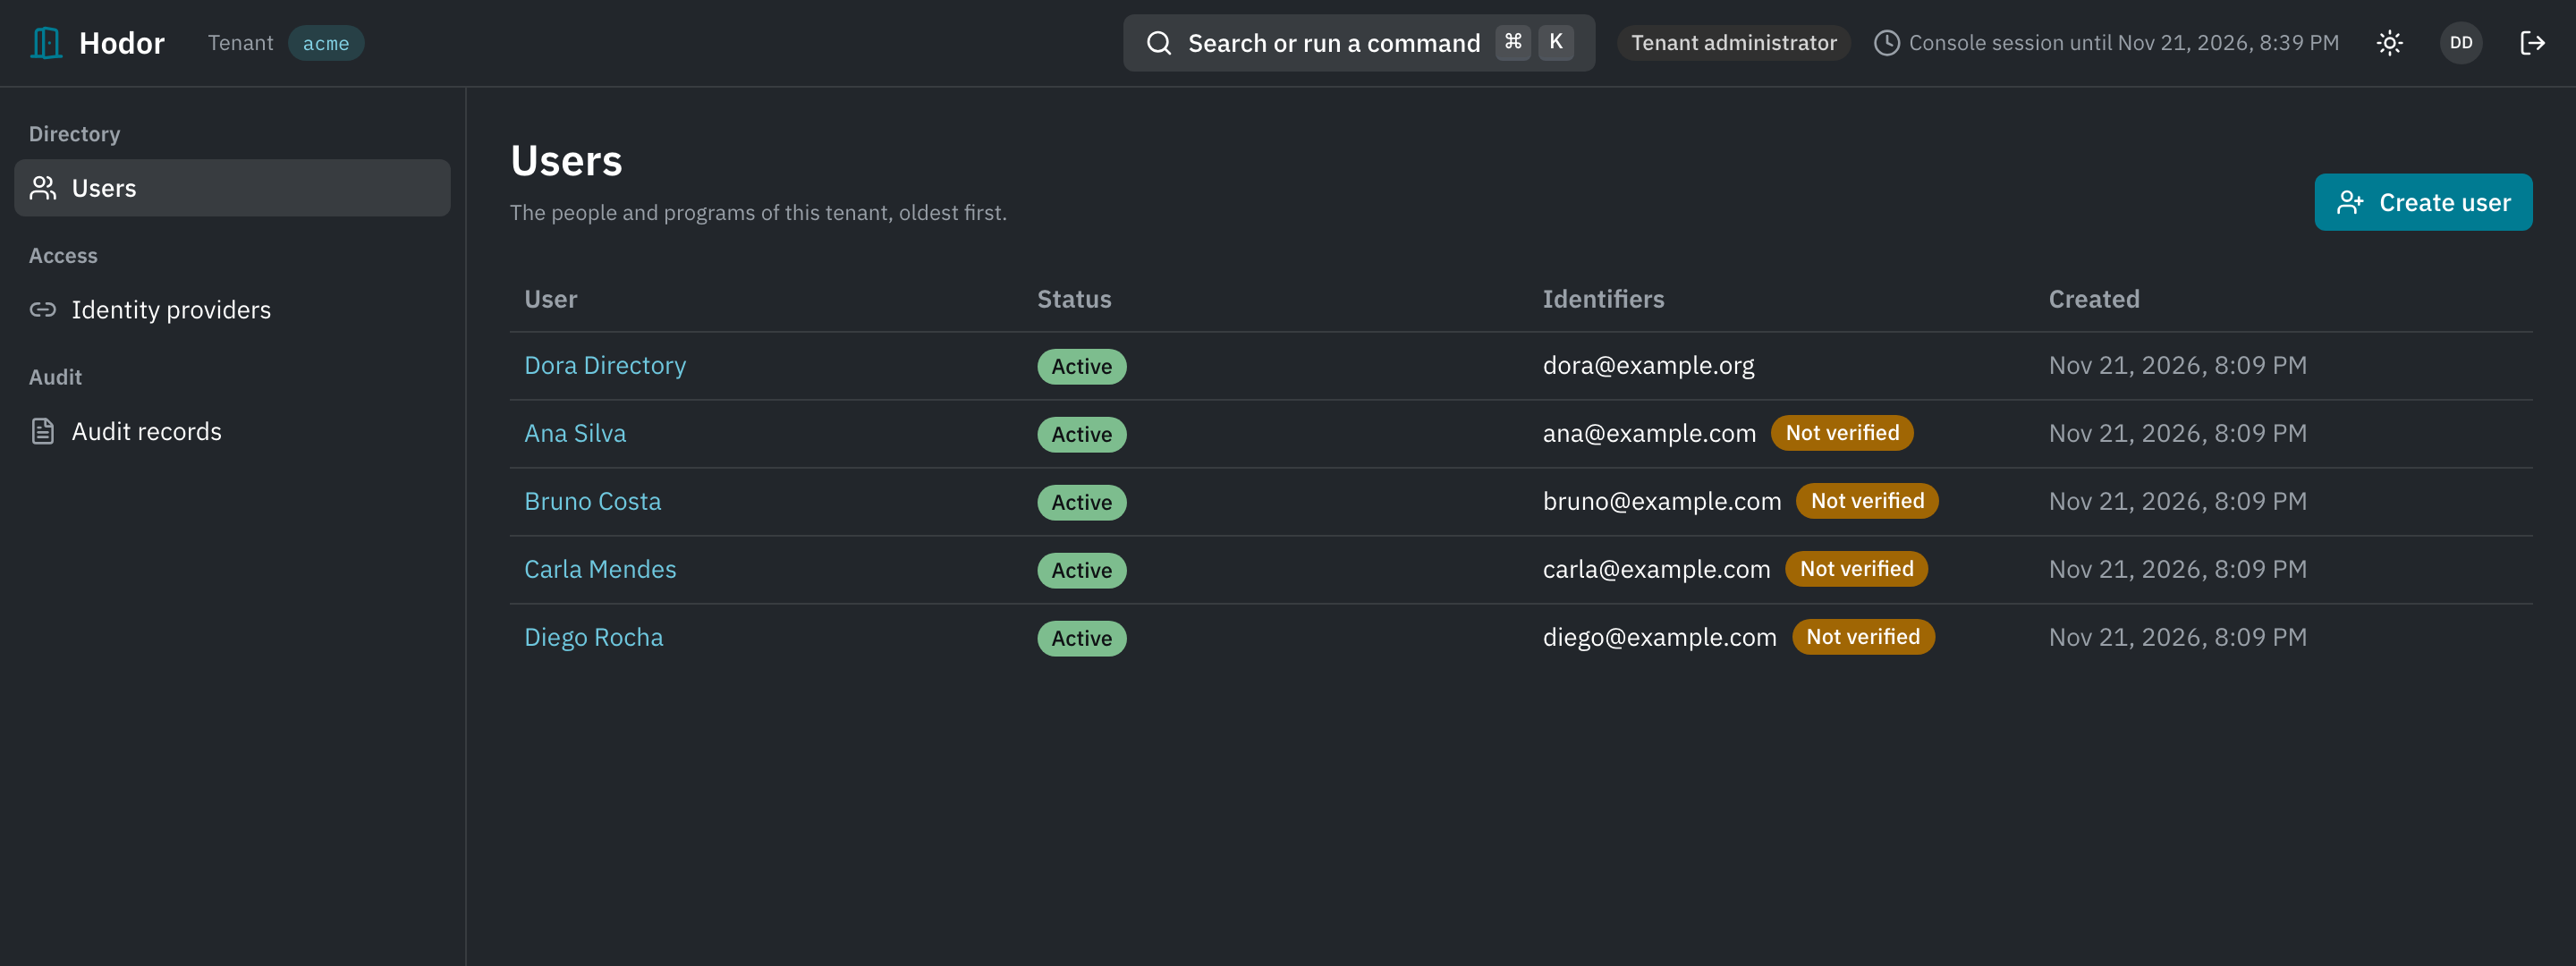 Hodor Tenant acme Search or run a command ⌘ K Tenant administrator Console session until Nov 21, 2026, 8:39 PM DD
Directory
Users
Access
Identity providers
Audit
Audit records
Users
The people and programs of this tenant, oldest first.
Create user
User Status Identifiers Created
Dora Directory Active dora@example.org Nov 21, 2026, 8:09 PM
Ana Silva Active ana@example.com Not verified Nov 21, 2026, 8:09 PM
Bruno Costa Active bruno@example.com Not verified Nov 21, 2026, 8:09 PM
Carla Mendes Active carla@example.com Not verified Nov 21, 2026, 8:09 PM
Diego Rocha Active diego@example.com Not verified Nov 21, 2026, 8:09 PM